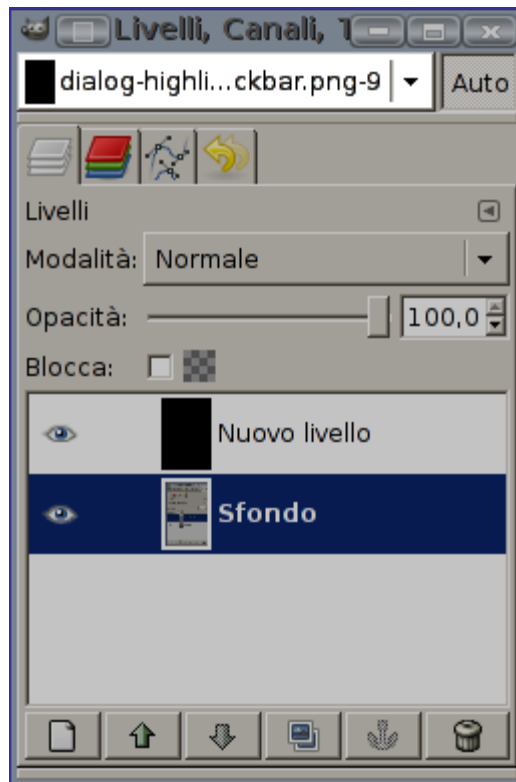 Livelli, Canali, T
dialog-highli...ckbar.png-9
Auto
Livelli
Modalità: Normale
Opacità: 100,0
Blocca:
Nuovo livello
Sfondo